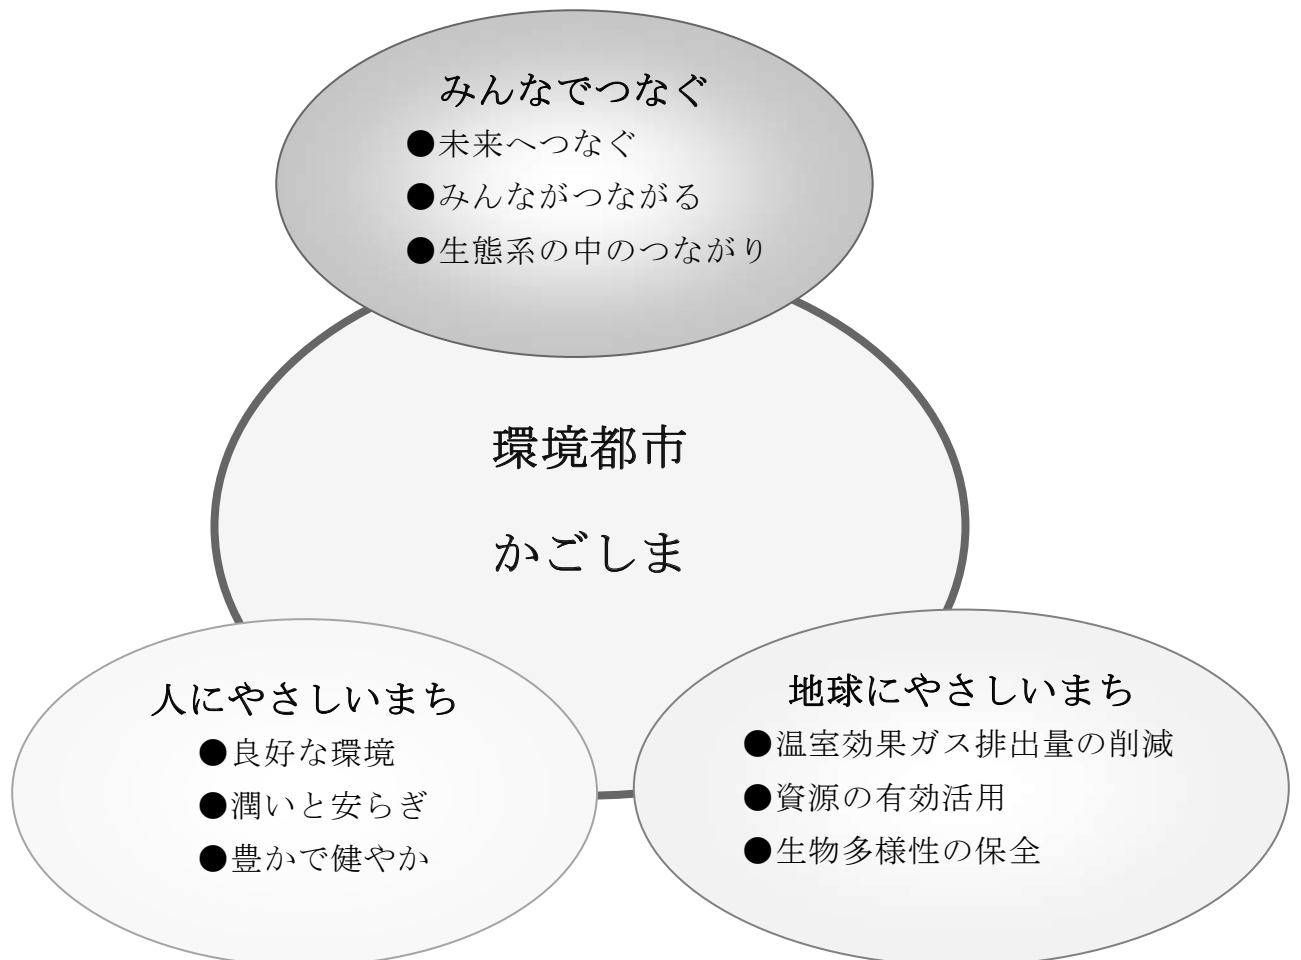 みんなでつなぐ
●未来へつなぐ
●みんながつながる
●生態系の中のつながり
環境都市
かごしま
人にやさしいまち
●良好な環境
●潤いと安らぎ
●豊かで健やか
地球にやさしいまち
●温室効果ガス排出量の削減
●資源の有効活用
●生物多様性の保全